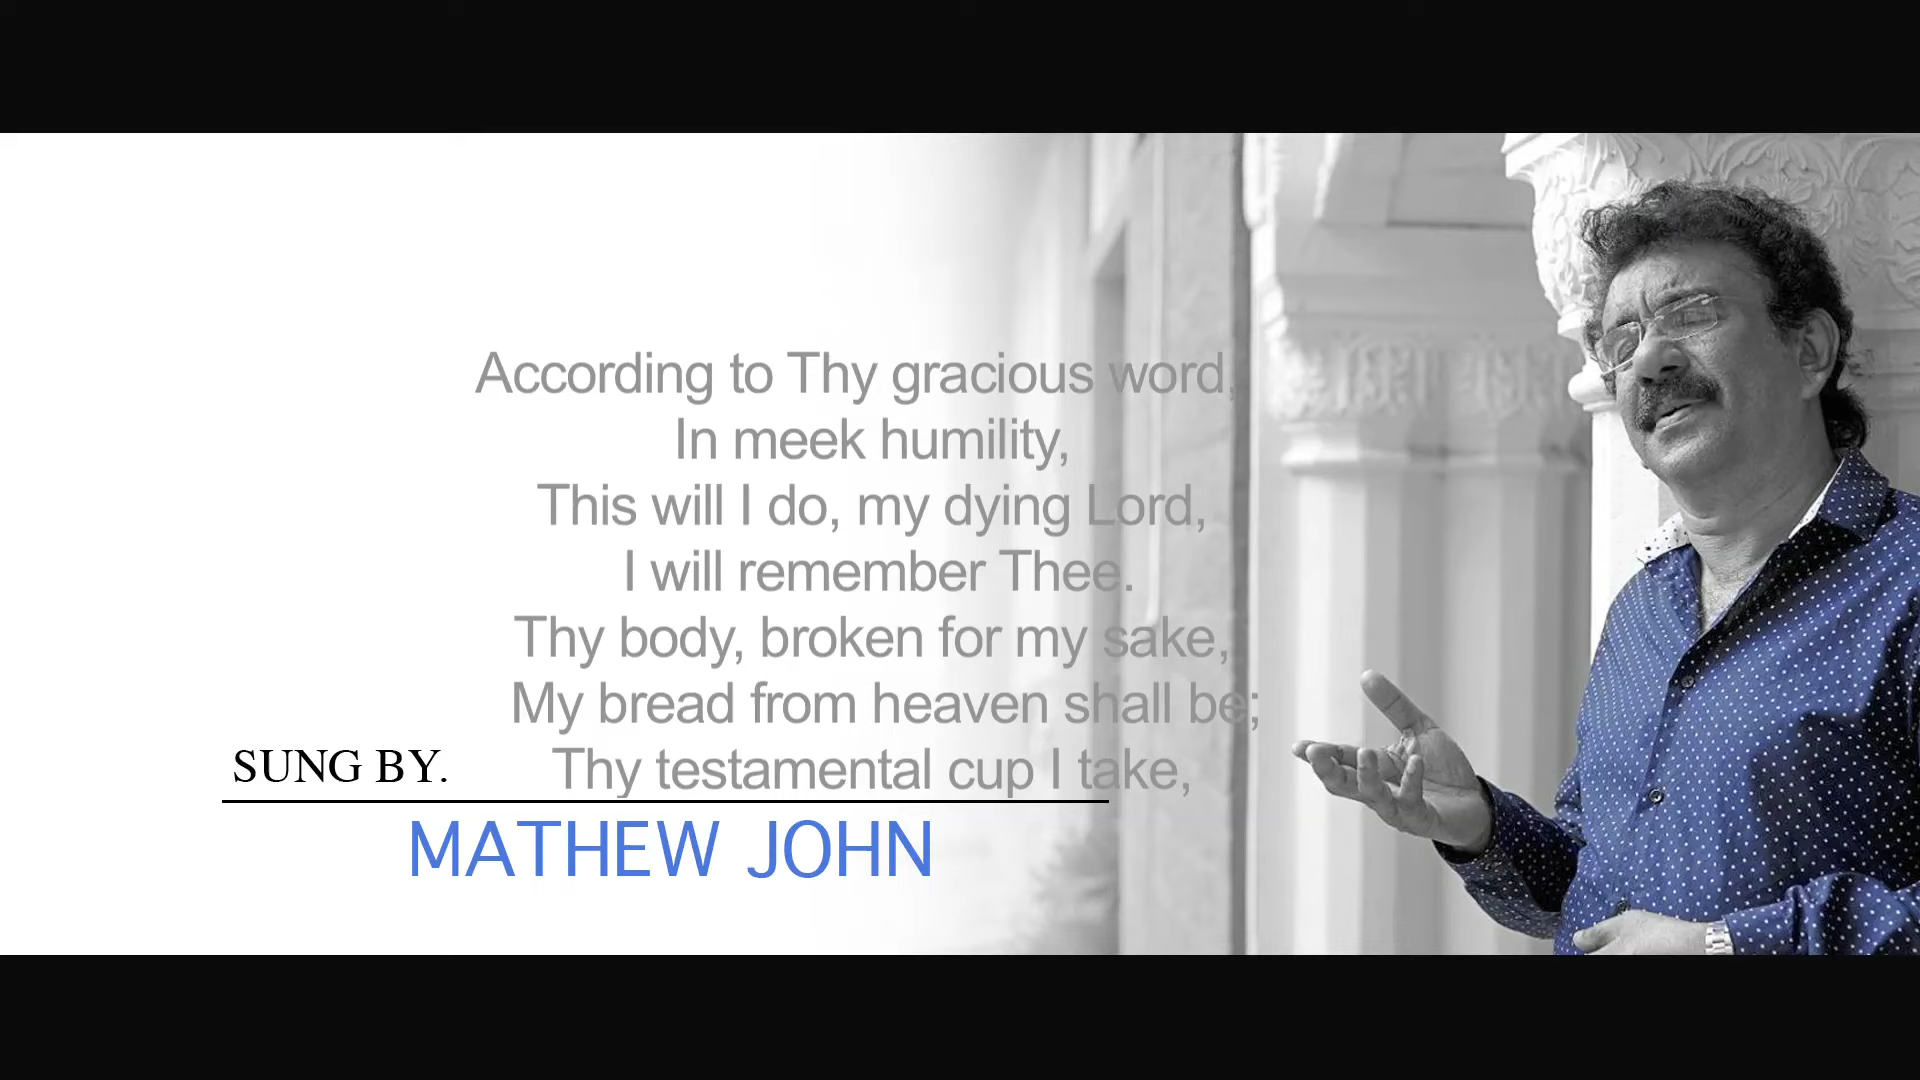 According to Thy gracious word,
In meek humility,
This will I do, my dying Lord,
I will remember Thee.
Thy body, broken for my sake,
My bread from heaven shall be;
Thy testamental cup I take,
SUNG BY.
MATHEW JOHN